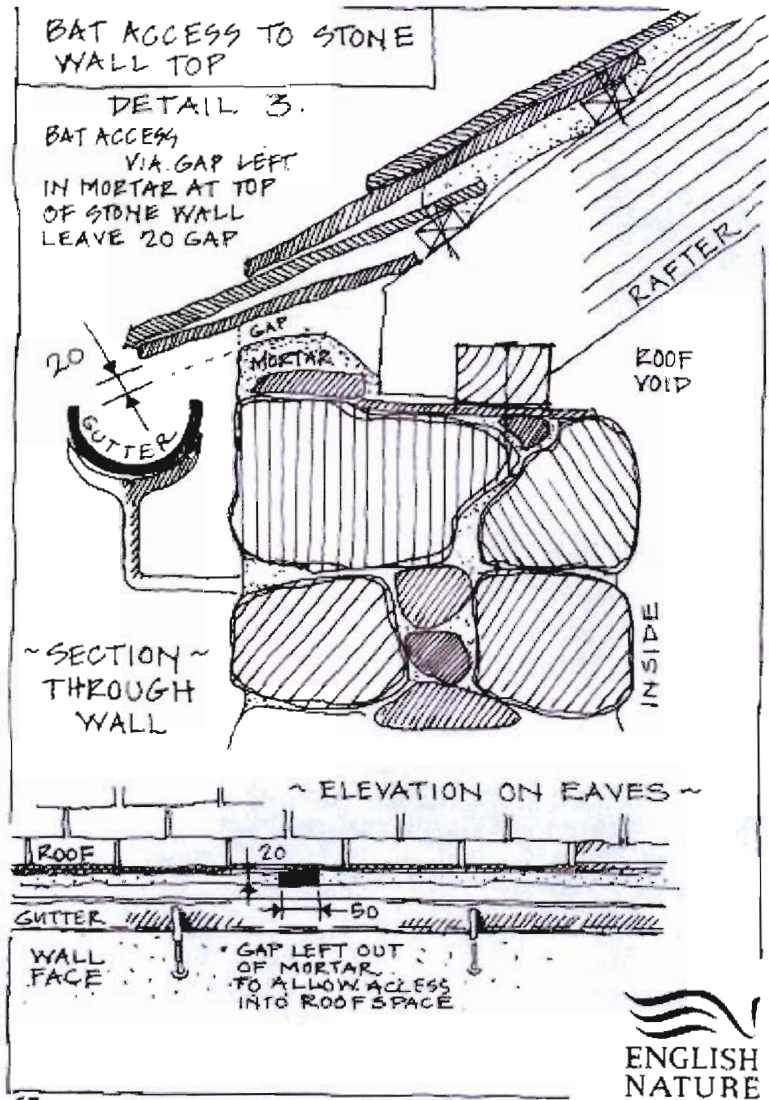 BAT ACCESS TO STONE
WALL TOP
DETAIL 3.
BAT ACCESS
VIA GAP LEFT
IN MORTAR AT TOP
OF STONE WALL
LEAVE 20 GAP
RAFTER
20
GAP
MORTAR
ROOF
VOID
GUTTER
~ SECTION ~
THROUGH
WALL
INSIDE
~ ELEVATION ON EAVES ~
ROOF
20
50
GUTTER
WALL
FACE
• GAP LEFT OUT
OF MORTAR
TO ALLOW ACCESS
INTO ROOF SPACE
ENGLISH
NATURE